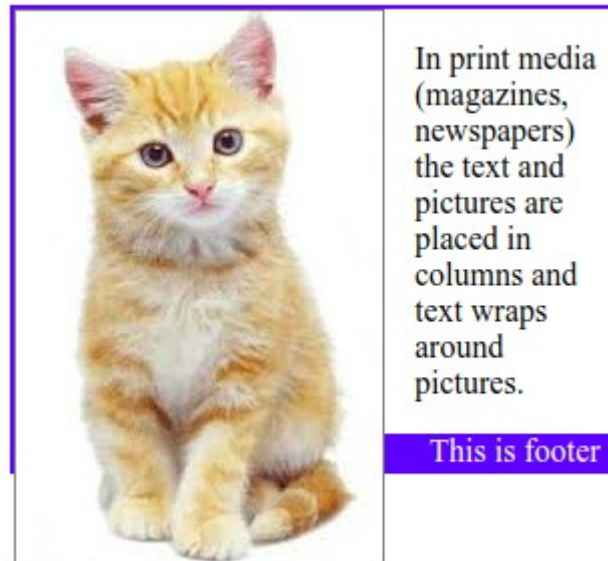 In print media
(magazines,
newspapers)
the text and
pictures are
placed in
columns and
text wraps
around
pictures.
This is footer